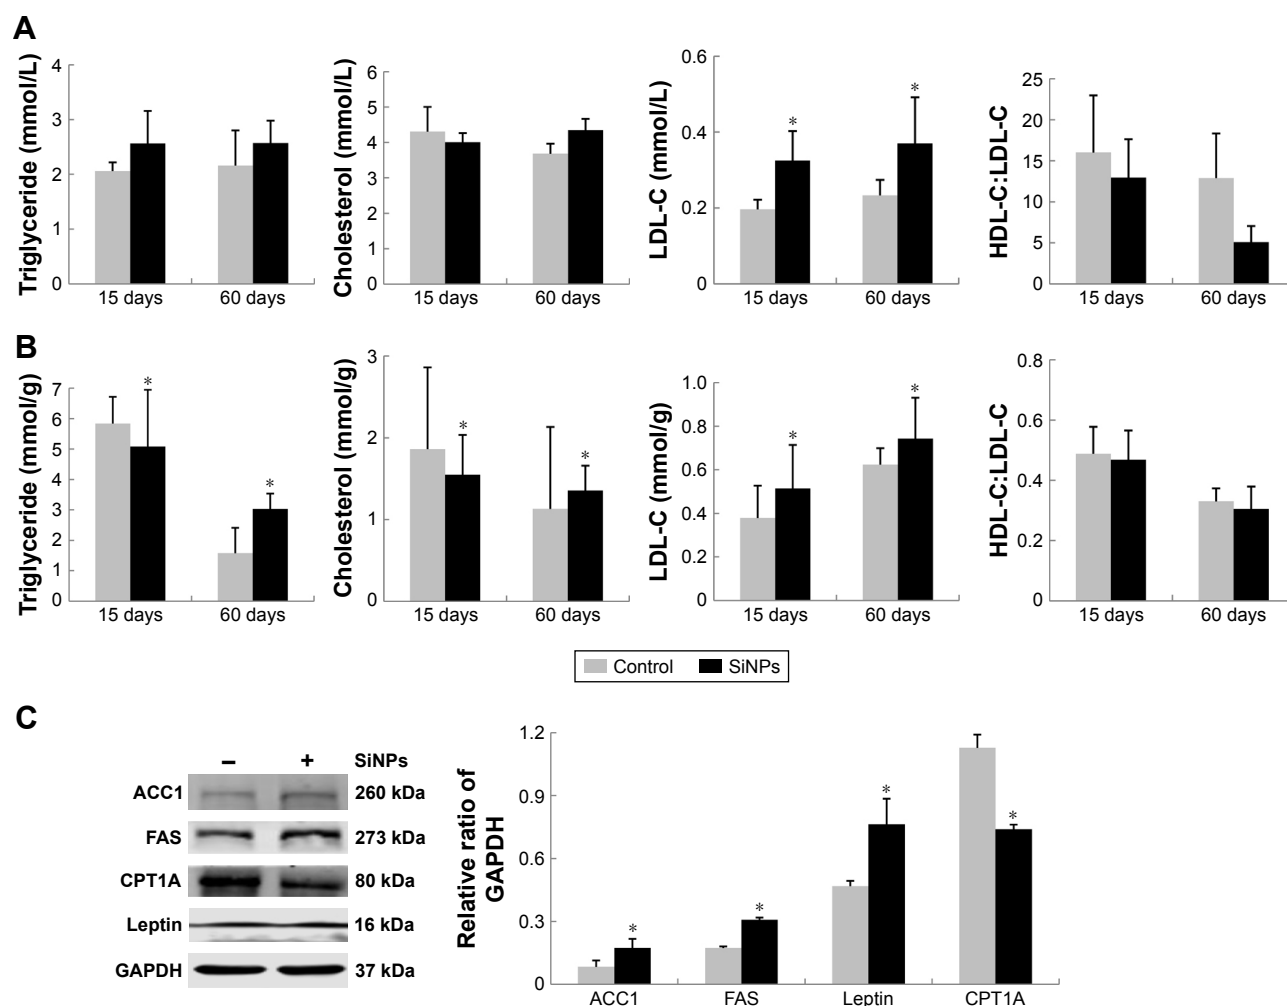 A
Triglyceride (mmol/L)
4
3
2
1
0
15 days 60 days
Cholesterol (mmol/L)
6
5
4
3
2
1
0
15 days 60 days
LDL-C (mmol/L)
0.6
0.4
0.2
0
* *
15 days 60 days
HDL-C:LDL-C
25
20
15
10
5
0
15 days 60 days
B
Triglyceride (mmol/g)
7
6
5
4
3
2
1
0
* *
15 days 60 days
Cholesterol (mmol/g)
3
2
1
0
* *
15 days 60 days
LDL-C (mmol/g)
1.0
0.8
0.6
0.4
0.2
0
* *
15 days 60 days
HDL-C:LDL-C
0.8
0.6
0.4
0.2
0
15 days 60 days
Control SiNPs
C
– + SiNPs
ACC1 260 kDa
FAS 273 kDa
CPT1A 80 kDa
Leptin 16 kDa
GAPDH 37 kDa
Relative ratio of
GAPDH
1.2
0.9
0.6
0.3
0
* * * *
ACC1 FAS Leptin CPT1A